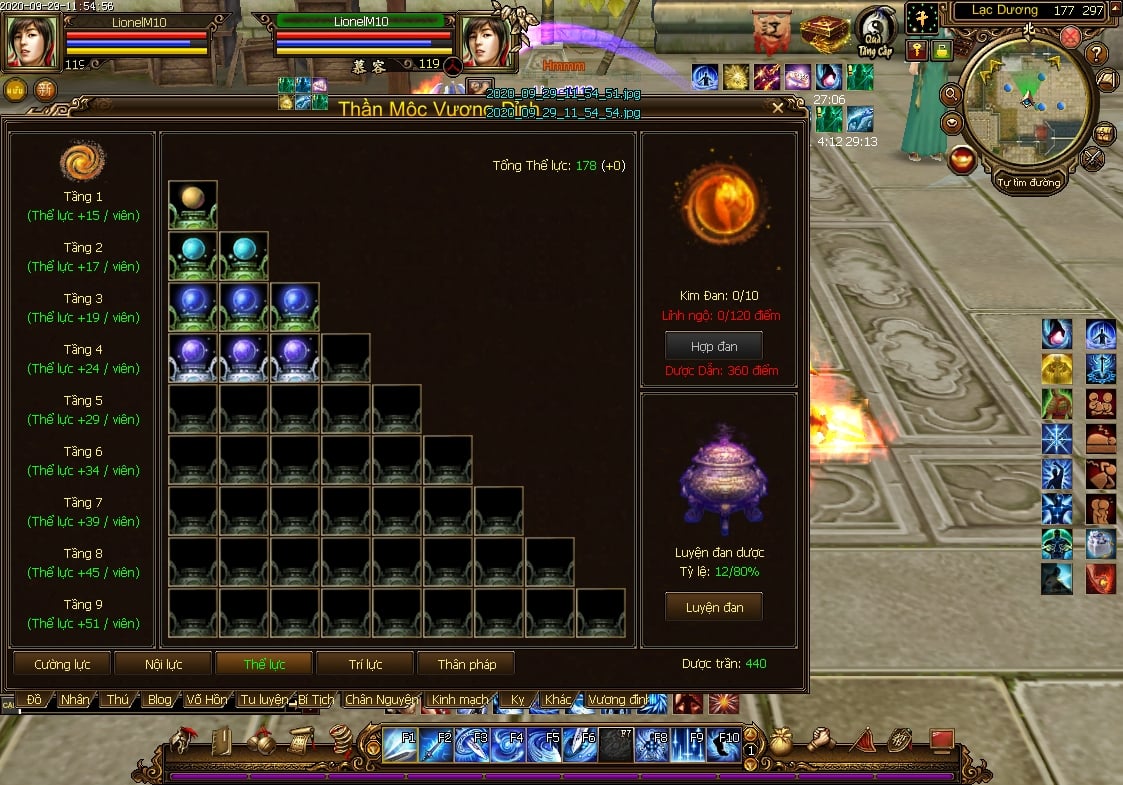 2020-09-29-11:54:56
LionelM10
LionelM10
Quà Tặng Cấp
Lạc Dương 177 297
北
119
慕容 119
Hmmm
27:06
4:12 29:13
Tự tìm đường
2020_09_29_11_54_51.jpg
2020_09_29_11_54_54.jpg
Thần Mộc Vương Đỉnh
Tổng Thể lực: 178 (+0)
Tầng 1
(Thể lực +15 / viên)
Tầng 2
(Thể lực +17 / viên)
Tầng 3
(Thể lực +19 / viên)
Tầng 4
(Thể lực +24 / viên)
Tầng 5
(Thể lực +29 / viên)
Tầng 6
(Thể lực +34 / viên)
Tầng 7
(Thể lực +39 / viên)
Tầng 8
(Thể lực +45 / viên)
Tầng 9
(Thể lực +51 / viên)
Kim Đan: 0/10
Lĩnh ngộ: 0/120 điểm
Hợp đan
Dược Dẫn: 360 điểm
Luyện đan dược
Tỷ lệ: 12/80%
Luyện đan
Cường lực Nội lực Thể lực Trí lực Thân pháp
Dược trần: 440
Đồ Nhân Thú Blog Võ Hồn Tu luyện Bí Tịch Chân Nguyên Kinh mạch Ky Khác Vương đỉnh
F1 F2 F3 F4 F5 F6 F7 F8 F9 F10 1